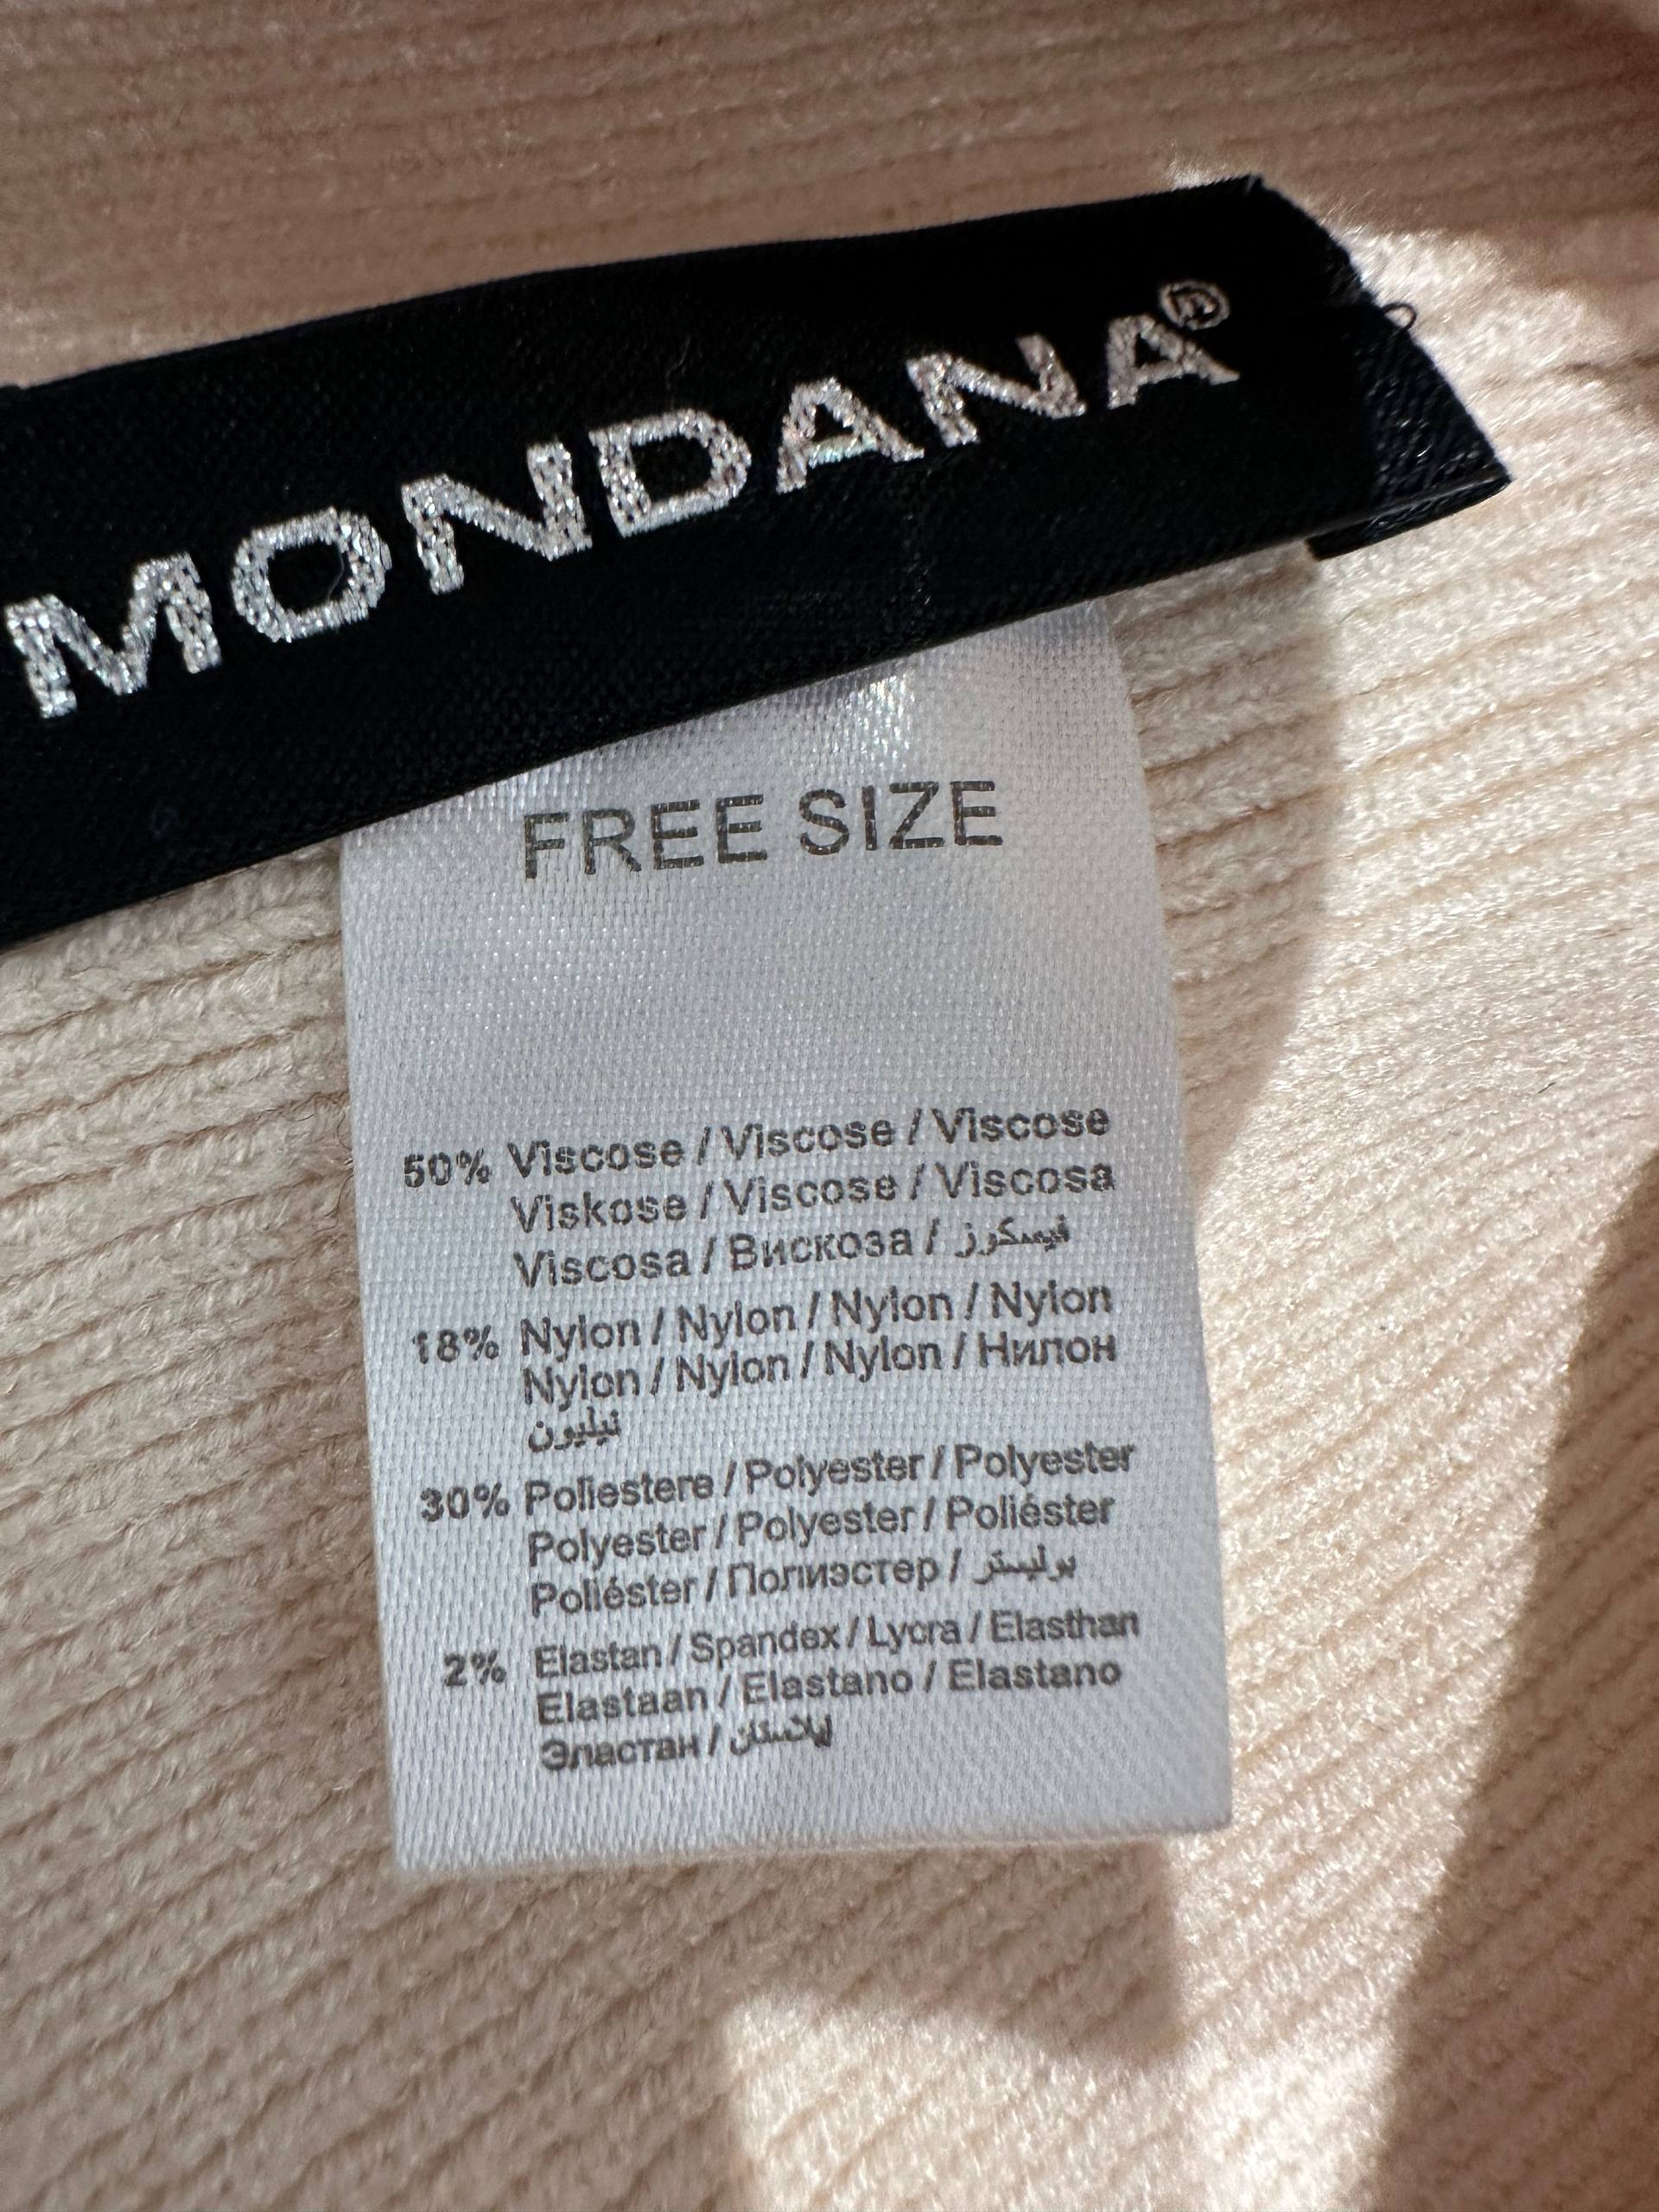 MONDANA®
FREE SIZE
50% Viscose / Viscose / Viscose
Viskose / Viscose / Viscosa
Viscosa / Вискоза / فيسكرز
18% Nylon / Nylon / Nylon / Nylon
Nylon / Nylon / Nylon / Нилон
نيليون
30% Poliestere / Polyester / Polyester
Polyester / Polyester / Poliéster
Poliéster / Полиэстер / بوليستر
2% Elastan / Spandex / Lycra / Elasthan
Elastaan / Elastano / Elastano
Эластан / إيلاستان